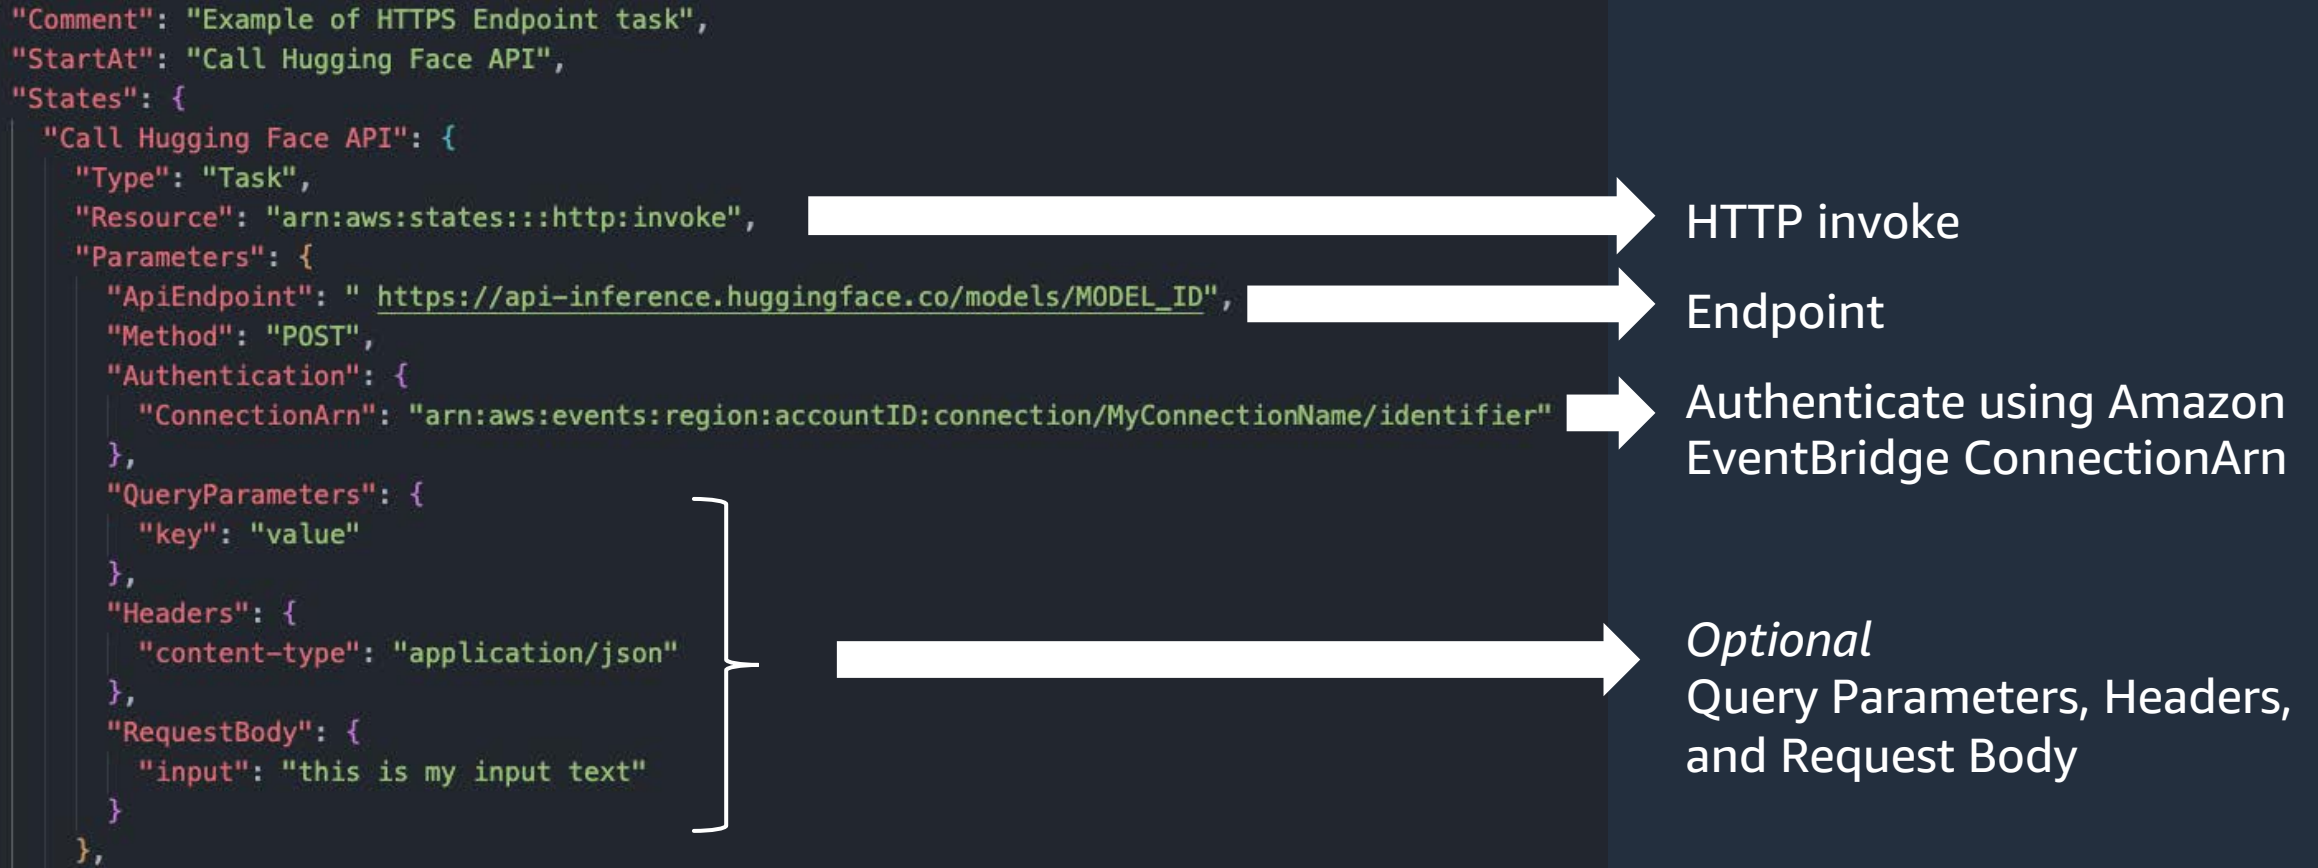 "Comment": "Example of HTTPS Endpoint task",
"StartAt": "Call Hugging Face API",
"States": {
"Call Hugging Face API": {
"Type": "Task",
"Resource": "arn:aws:states:::http:invoke",
"Parameters": {
"ApiEndpoint": " https://api-inference.huggingface.co/models/MODEL_ID",
"Method": "POST",
"Authentication": {
"ConnectionArn": "arn:aws:events:region:accountID:connection/MyConnectionName/identifier"
},
"QueryParameters": {
"key": "value"
},
"Headers": {
"content-type": "application/json"
},
"RequestBody": {
"input": "this is my input text"
}
},
HTTP invoke
Endpoint
Authenticate using Amazon
EventBridge ConnectionArn
Optional
Query Parameters, Headers,
and Request Body